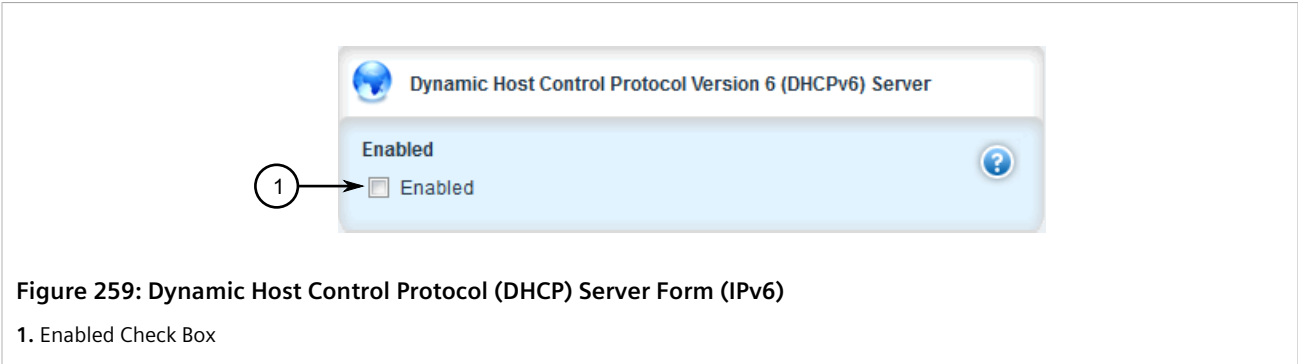 Dynamic Host Control Protocol Version 6 (DHCPv6) Server
Enabled
?
1
Enabled
Figure 259: Dynamic Host Control Protocol (DHCP) Server Form (IPv6)
1. Enabled Check Box